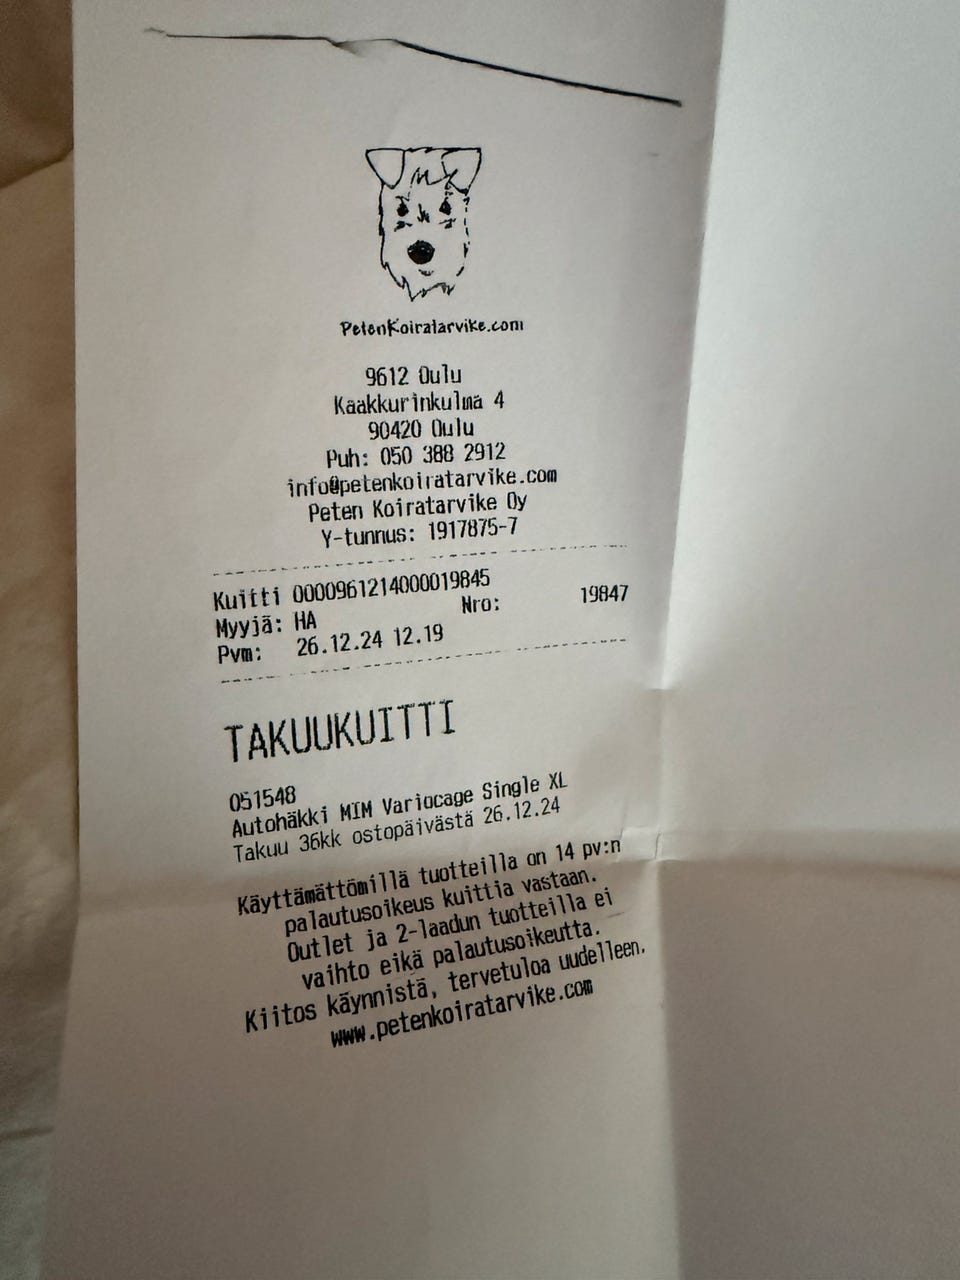 PetenKoiratarvike.com
9612 Oulu
Kaakkurinkulma 4
90420 Oulu
Puh: 050 388 2912
info@petenkoiratarvike.com
Peten Koiratarvike Oy
Y-tunnus: 1917875-7
Kuitti 0000961214000019845
Myyjä: HA Nro: 19847
Pvm: 26.12.24 12.19
TAKUUKUITTI
051548
Autohäkki MIM Variocage Single XL
Takuu 36kk ostopäivästä 26.12.24
Käyttämättömillä tuotteilla on 14 pv:n
palautusoikeus kuittia vastaan.
Outlet ja 2-laadun tuotteilla ei
vaihto eikä palautusoikeutta.
Kiitos käynnistä, tervetuloa uudelleen.
www.petenkoiratarvike.com